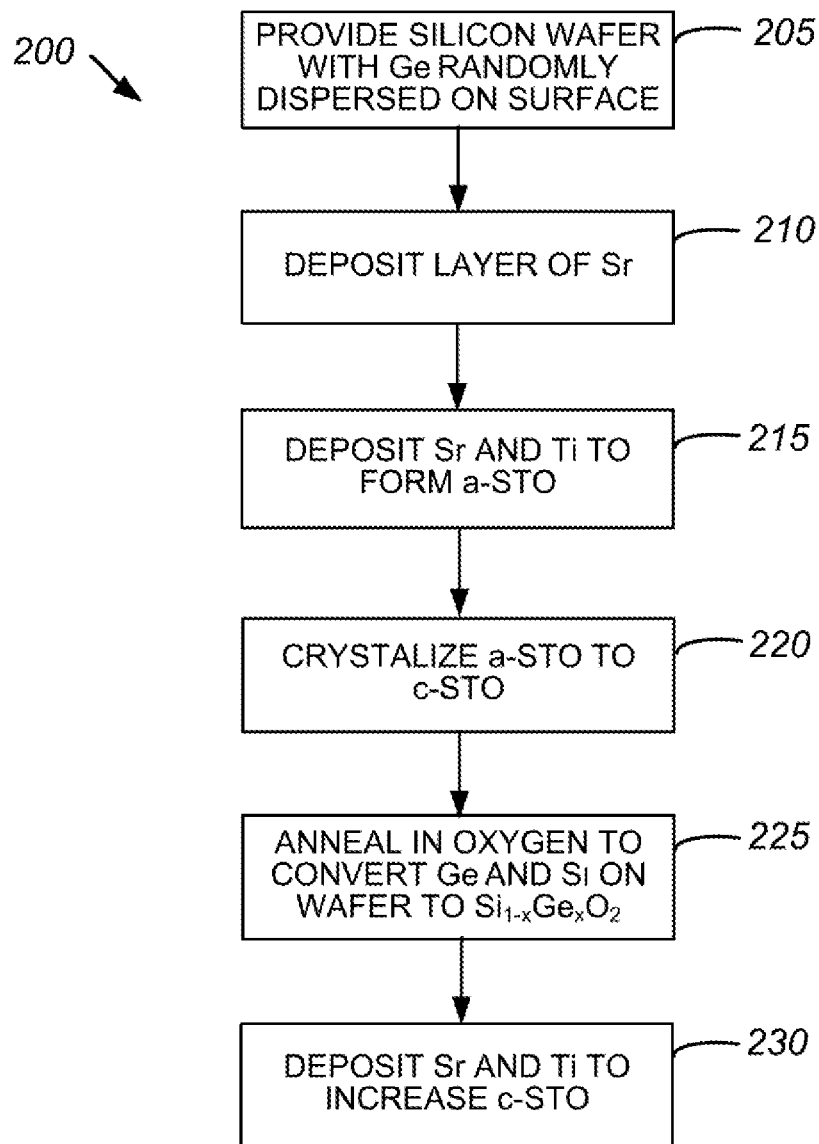 200
PROVIDE SILICON WAFER
WITH Ge RANDOMLY
DISPERSED ON SURFACE
205
DEPOSIT LAYER OF Sr
210
DEPOSIT Sr AND Ti TO
FORM a-STO
215
CRYSTALIZE a-STO TO
c-STO
220
ANNEAL IN OXYGEN TO
CONVERT Ge AND Si ON
WAFER TO Si₁₋ₓGeₓO₂
225
DEPOSIT Sr AND Ti TO
INCREASE c-STO
230